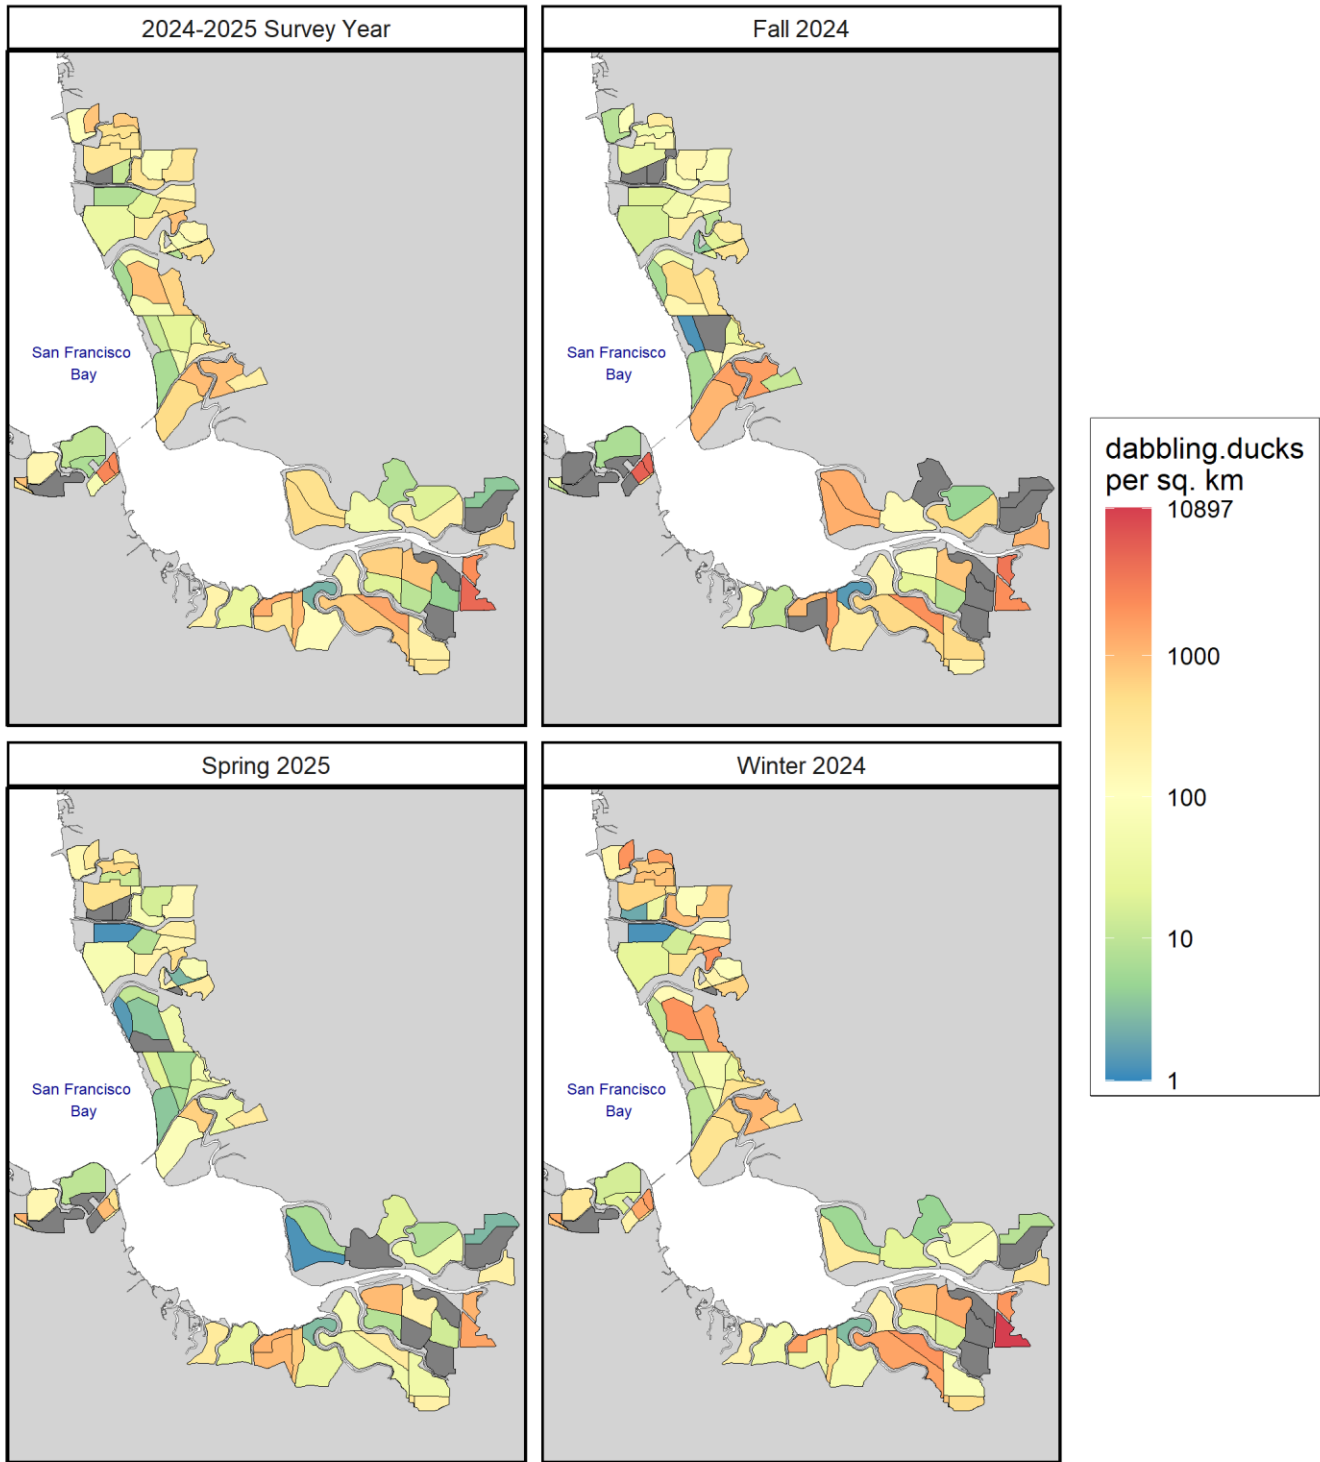 2024-2025 Survey Year
Fall 2024
San Francisco
Bay
San Francisco
Bay
dabbling.ducks
per sq. km
10897
1000
100
10
1
Spring 2025
Winter 2024
San Francisco
Bay
San Francisco
Bay